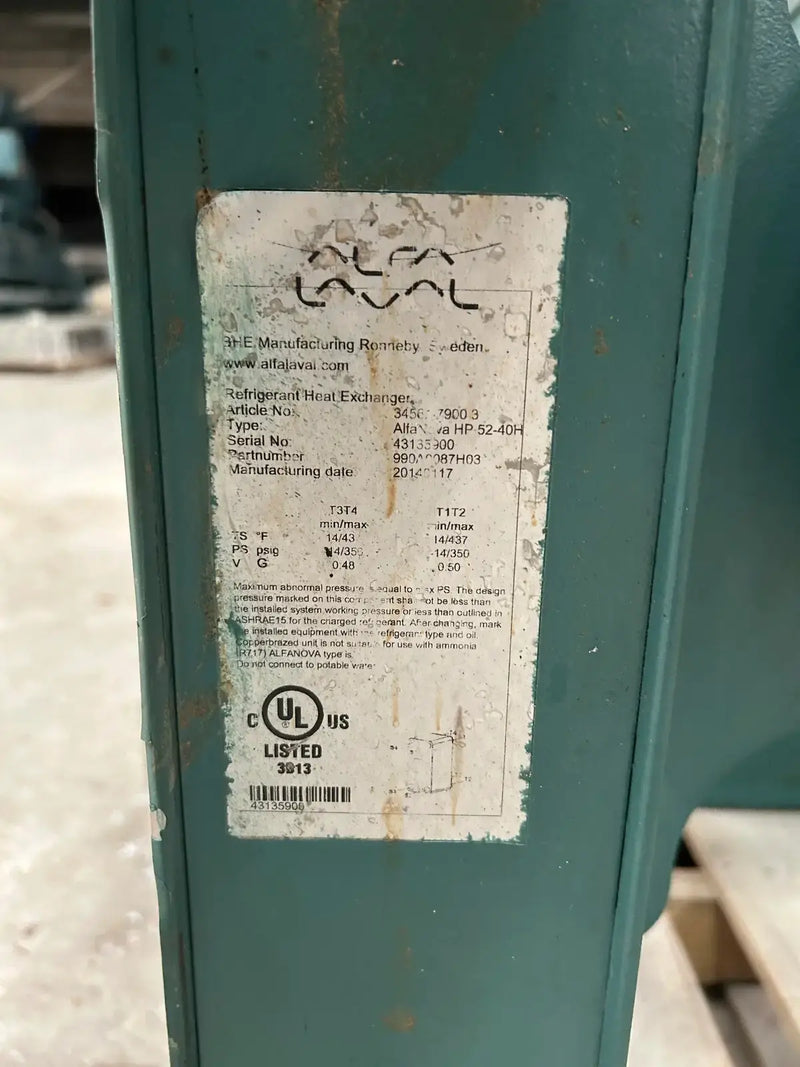 ALFA
LAVAL
Manufacturing Ronneby
www.alfalaval.com
Refrigerant Heat Exchanger
Article No:
Type: HP 52-40H
Serial No: 43135900
Partnumber
Manufacturing date:
T3T4 T1T2
min/max min/max
TS °F 14/437
PS psig -14/350
V G 0.48 0.50
Maximum abnormal pressure is equal to max PS. The design
pressure marked on this component shall not be less than
the installed system working pressure or less than outlined in
ASHRAE15 for the charged refrigerant. After changing, mark
the installed equipment with the refrigerant type and oil.
Copperbrazed unit is not suitable for use with ammonia
(R717) ALFANOVA type is.
Do not connect to potable water
C UL US
LISTED
43135900
T2